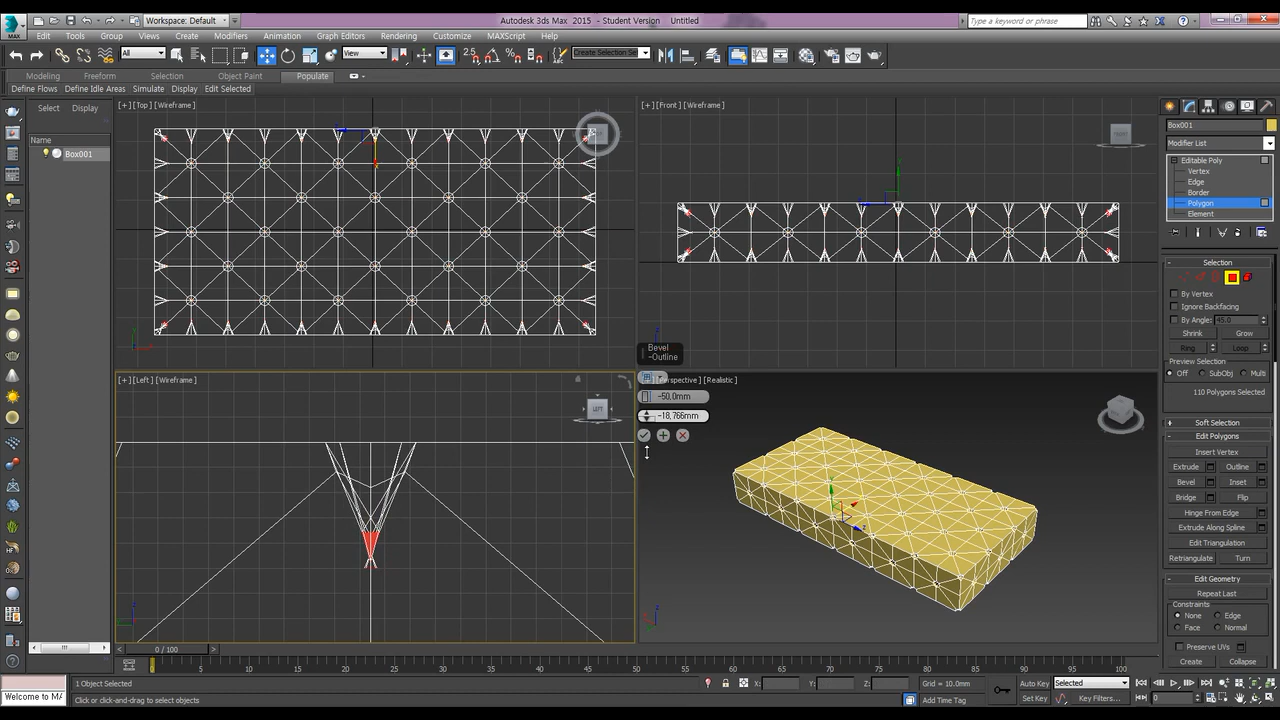 Workspace: Default
Autodesk 3ds Max 2015 - Student Version Untitled
Type a keyword or phrase
MAX
Edit Tools Group Views Create Modifiers Animation Graph Editors Rendering Customize MAXScript Help
All
View
2.5
Create Selection Se
Modeling Freeform Selection Object Paint Populate
Define Flows Define Idle Areas Simulate Display Edit Selected
Select Display
Name
Box001
[+] [Top] [Wireframe]
[+] [Front] [Wireframe]
FRONT
[+] [Left] [Wireframe]
LEFT
Perspective] [Realistic]
Bevel
-Outline
-50.0mm
-18.766mm
Box001
Modifier List
Editable Poly
Vertex
Edge
Border
Polygon
Element
Selection
By Vertex
Ignore Backfacing
By Angle: 45.0
Shrink Grow
Ring Loop
Preview Selection
Off SubObj Multi
110 Polygons Selected
Soft Selection
Edit Polygons
Insert Vertex
Extrude Outline
Bevel Inset
Bridge Flip
Hinge From Edge
Extrude Along Spline
Edit Triangulation
Retriangulate Turn
Edit Geometry
Repeat Last
Constraints
None Edge
Face Normal
Preserve UVs
Create Collapse
0 / 100
0 5 10 15 20 25 30 35 40 45 50 55 60 65 70 75 80 85 90 95 100
1 Object Selected
X: Y: Z:
Grid = 10.0mm
Auto Key Selected
Welcome to MA
Click or click-and-drag to select objects
Add Time Tag
Set Key Key Filters...
0